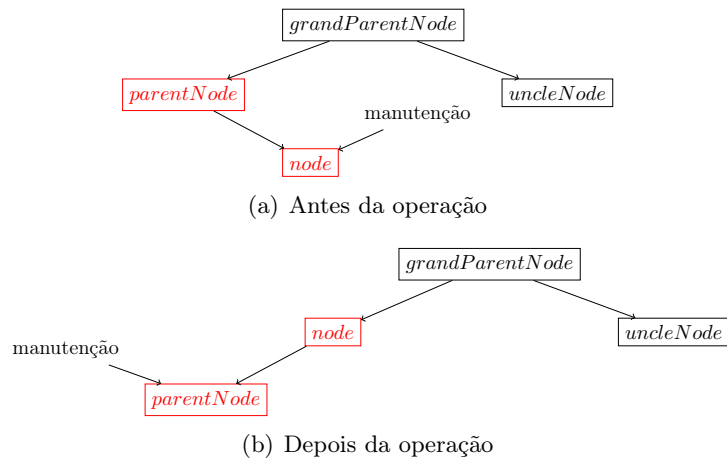 grandParentNode
parentNode
uncleNode
manutenção
node
(a) Antes da operação
grandParentNode
node
uncleNode
manutenção
parentNode
(b) Depois da operação